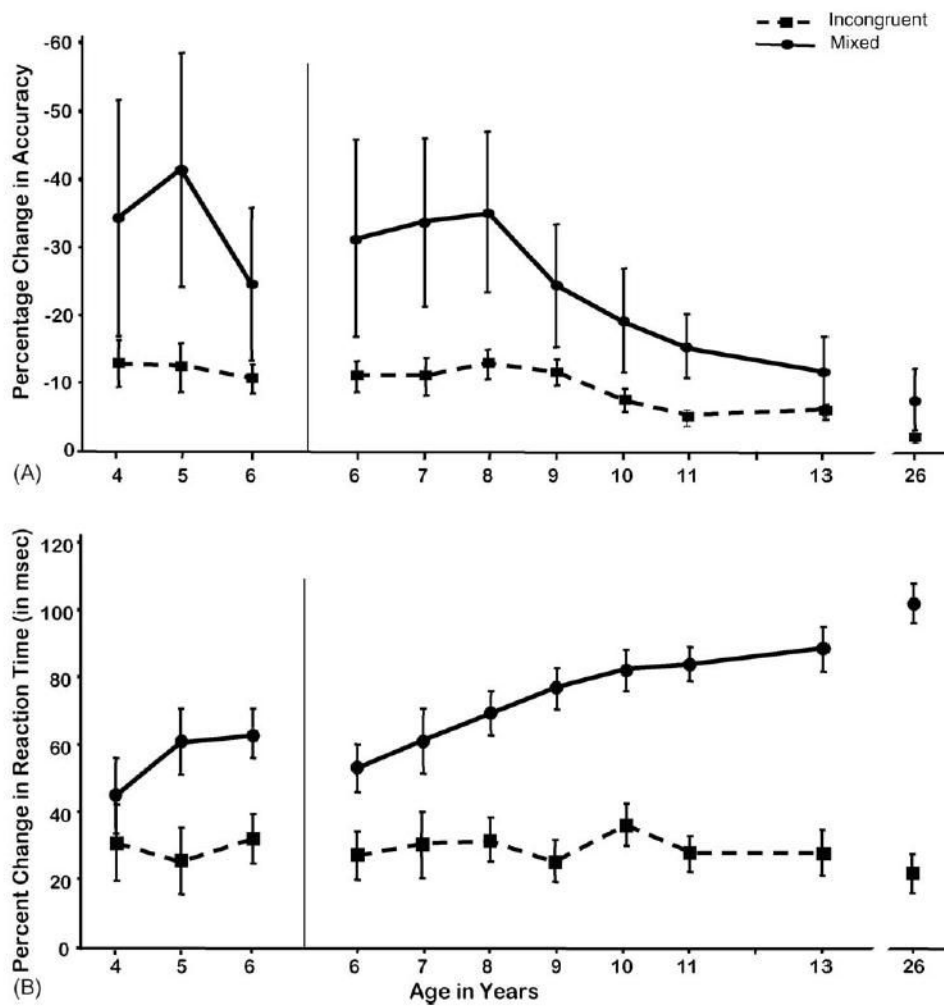 Incongruent
Mixed
Percentage Change in Accuracy
-60
-50
-40
-30
-20
-10
0
(A)
4 5 6 6 7 8 9 10 11 13 26
Percent Change in Reaction Time (in msec)
120
100
80
60
40
20
0
4 5 6 6 7 8 9 10 11 13 26
(B)
Age in Years